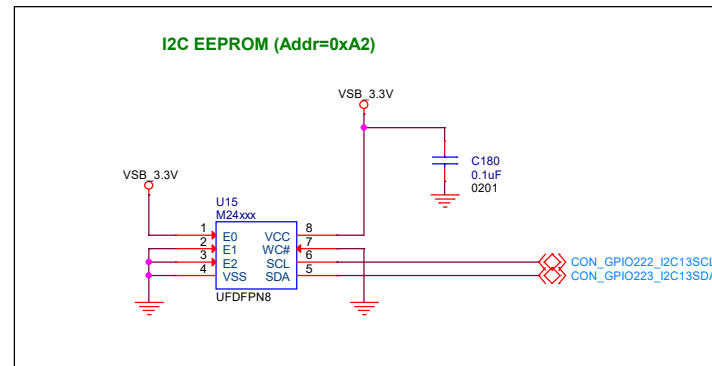 I2C EEPROM (Addr=0xA2)
VSB_3.3V
C180
0.1uF
0201
VSB_3.3V
U15
M24xxx
1 E0 VCC 8
2 E1 WC# 7
3 E2 SCL 6 CON_GPIO222_I2C13SCL
4 VSS SDA 5 CON_GPIO223_I2C13SDA
UFDFPN8